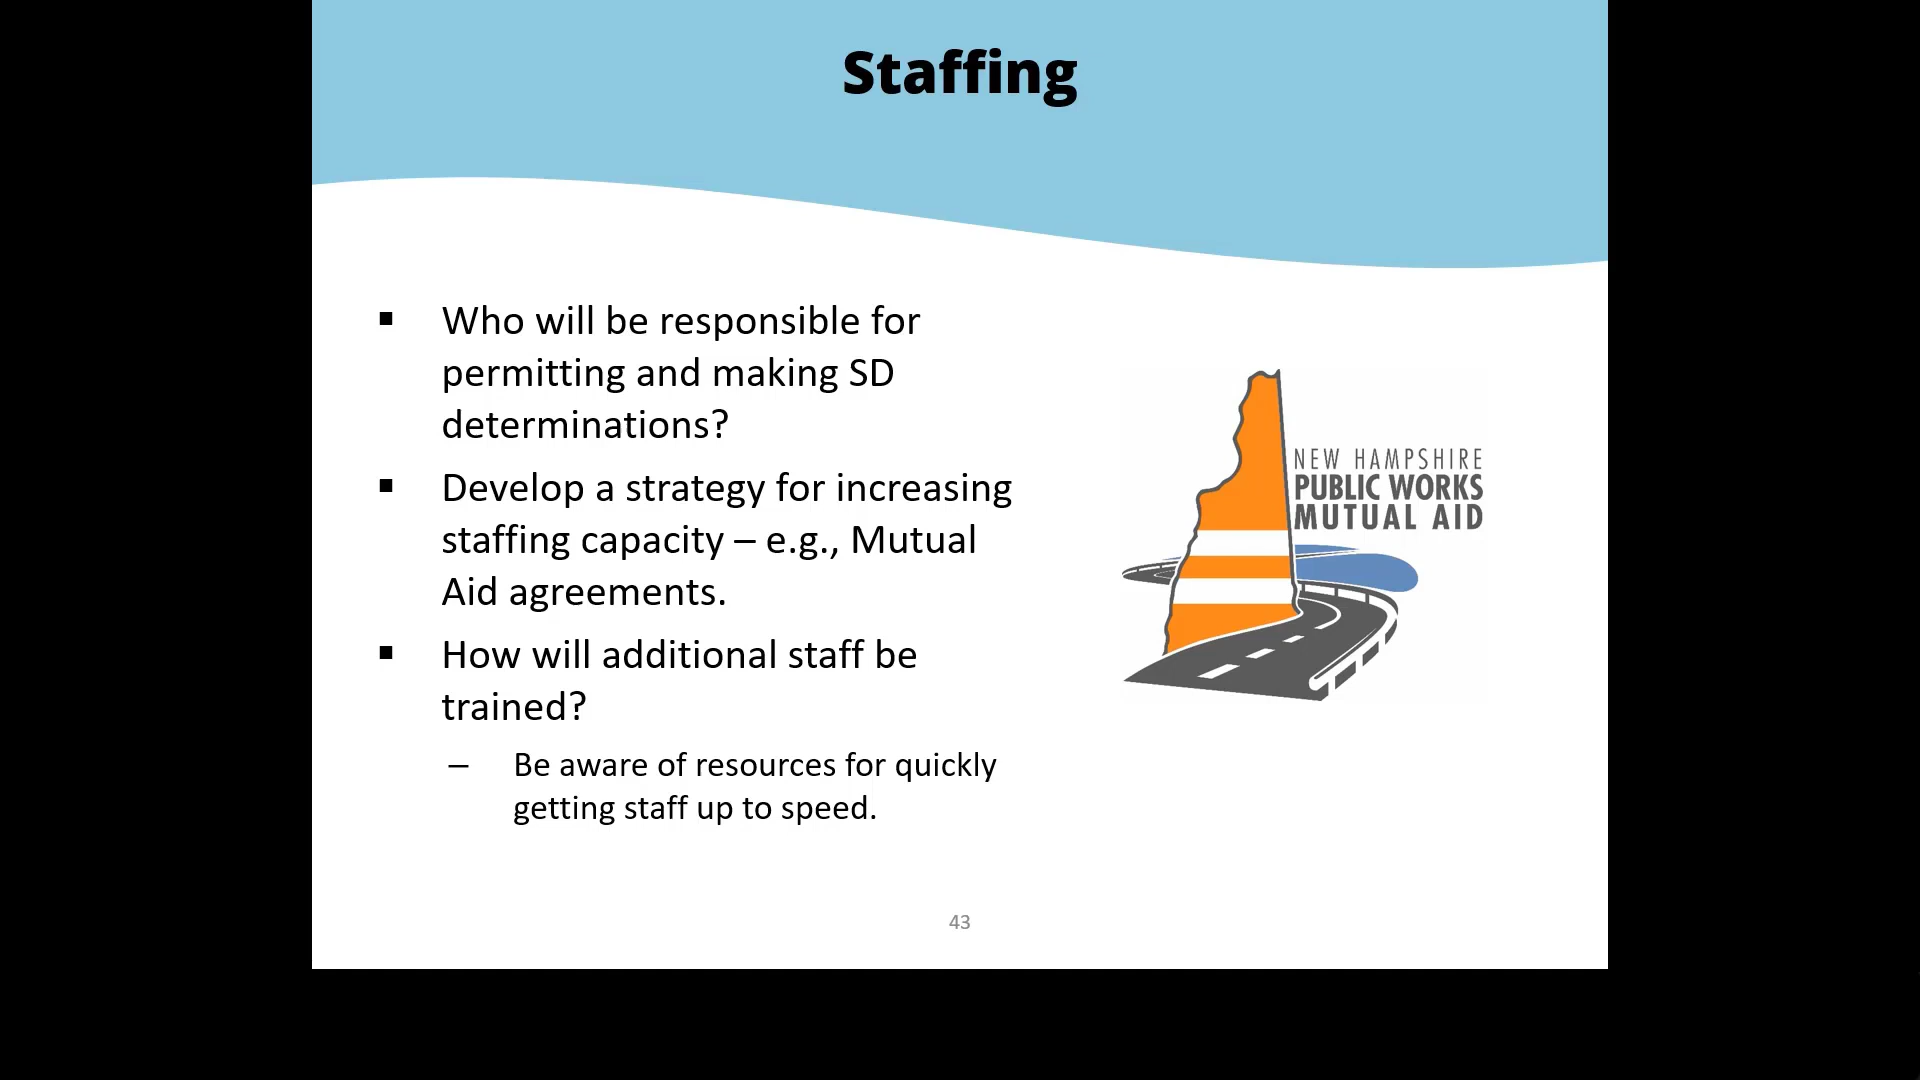 Staffing
▪ Who will be responsible for
permitting and making SD
determinations?
▪ Develop a strategy for increasing
staffing capacity – e.g., Mutual
Aid agreements.
▪ How will additional staff be
trained?
– Be aware of resources for quickly
getting staff up to speed.
NEW HAMPSHIRE
PUBLIC WORKS
MUTUAL AID
43